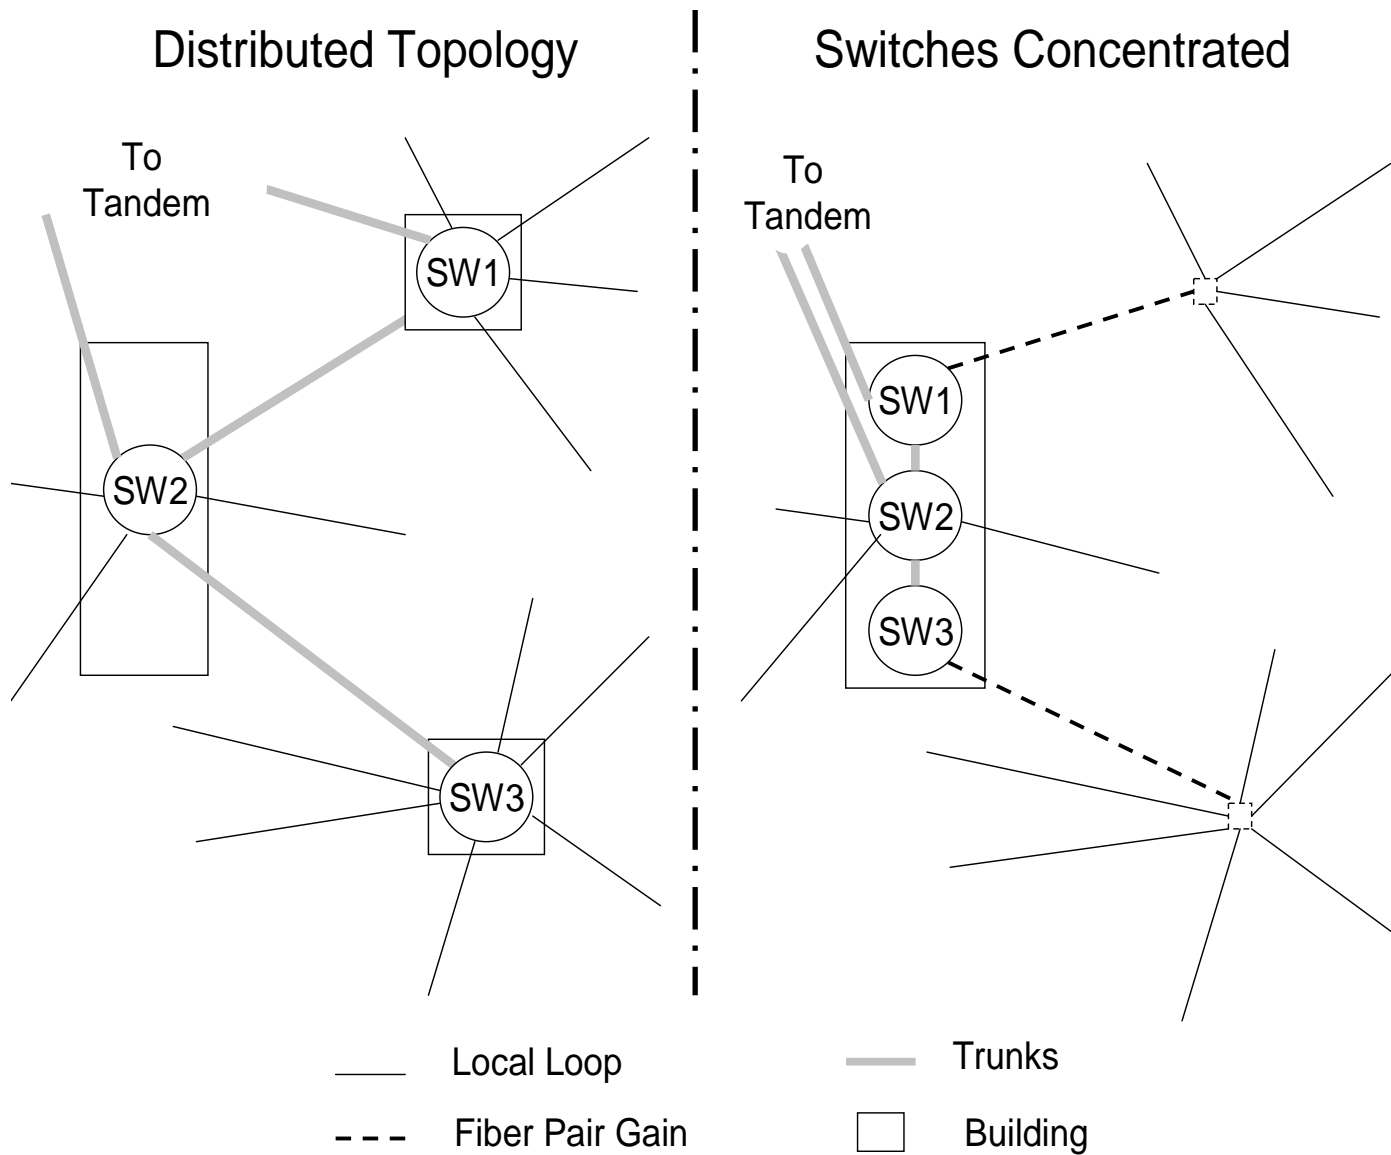 Distributed Topology
To
Tandem
SW1
SW2
SW3
Switches Concentrated
To
Tandem
SW1
SW2
SW3
Local Loop
Trunks
Fiber Pair Gain
Building